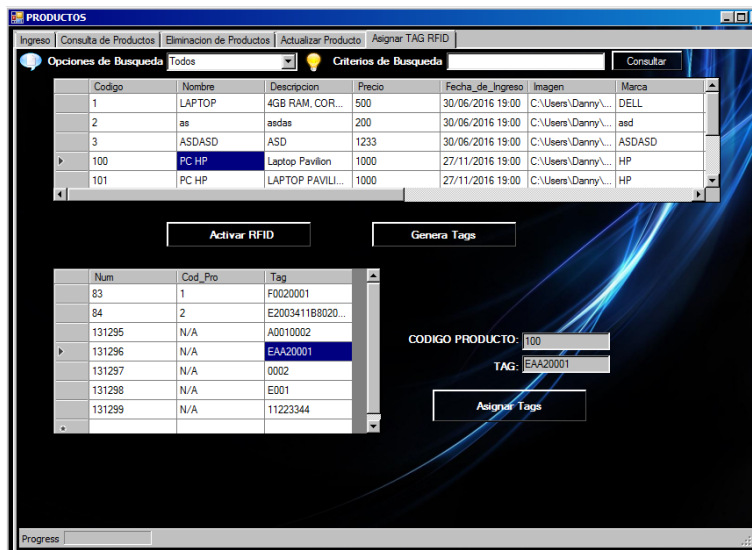 PRODUCTOS
Ingreso Consulta de Productos Eliminacion de Productos Actualizar Producto Asignar TAG RFID
Opciones de Busqueda Todos Criterios de Busqueda Consultar
Codigo Nombre Descripcion Precio Fecha_de_Ingreso Imagen Marca
1 LAPTOP 4GB RAM, COR... 500 30/06/2016 19:00 C:\Users\Danny\... DELL
2 as asdas 200 30/06/2016 19:00 C:\Users\Danny\... asd
3 ASDASD ASD 1233 30/06/2016 19:00 C:\Users\Danny\... ASDASD
100 PC HP Laptop Pavilion 1000 27/11/2016 19:00 C:\Users\Danny\... HP
101 PC HP LAPTOP PAVILI... 1000 27/11/2016 19:00 C:\Users\Danny\... HP
Activar RFID Genera Tags
Num Cod_Pro Tag
83 1 F0020001
84 2 E2003411B8020...
131295 N/A A0010002
131296 N/A EAA20001
131297 N/A 0002
131298 N/A E001
131299 N/A 11223344
CODIGO PRODUCTO: 100
TAG: EAA20001
Asignar Tags
Progress